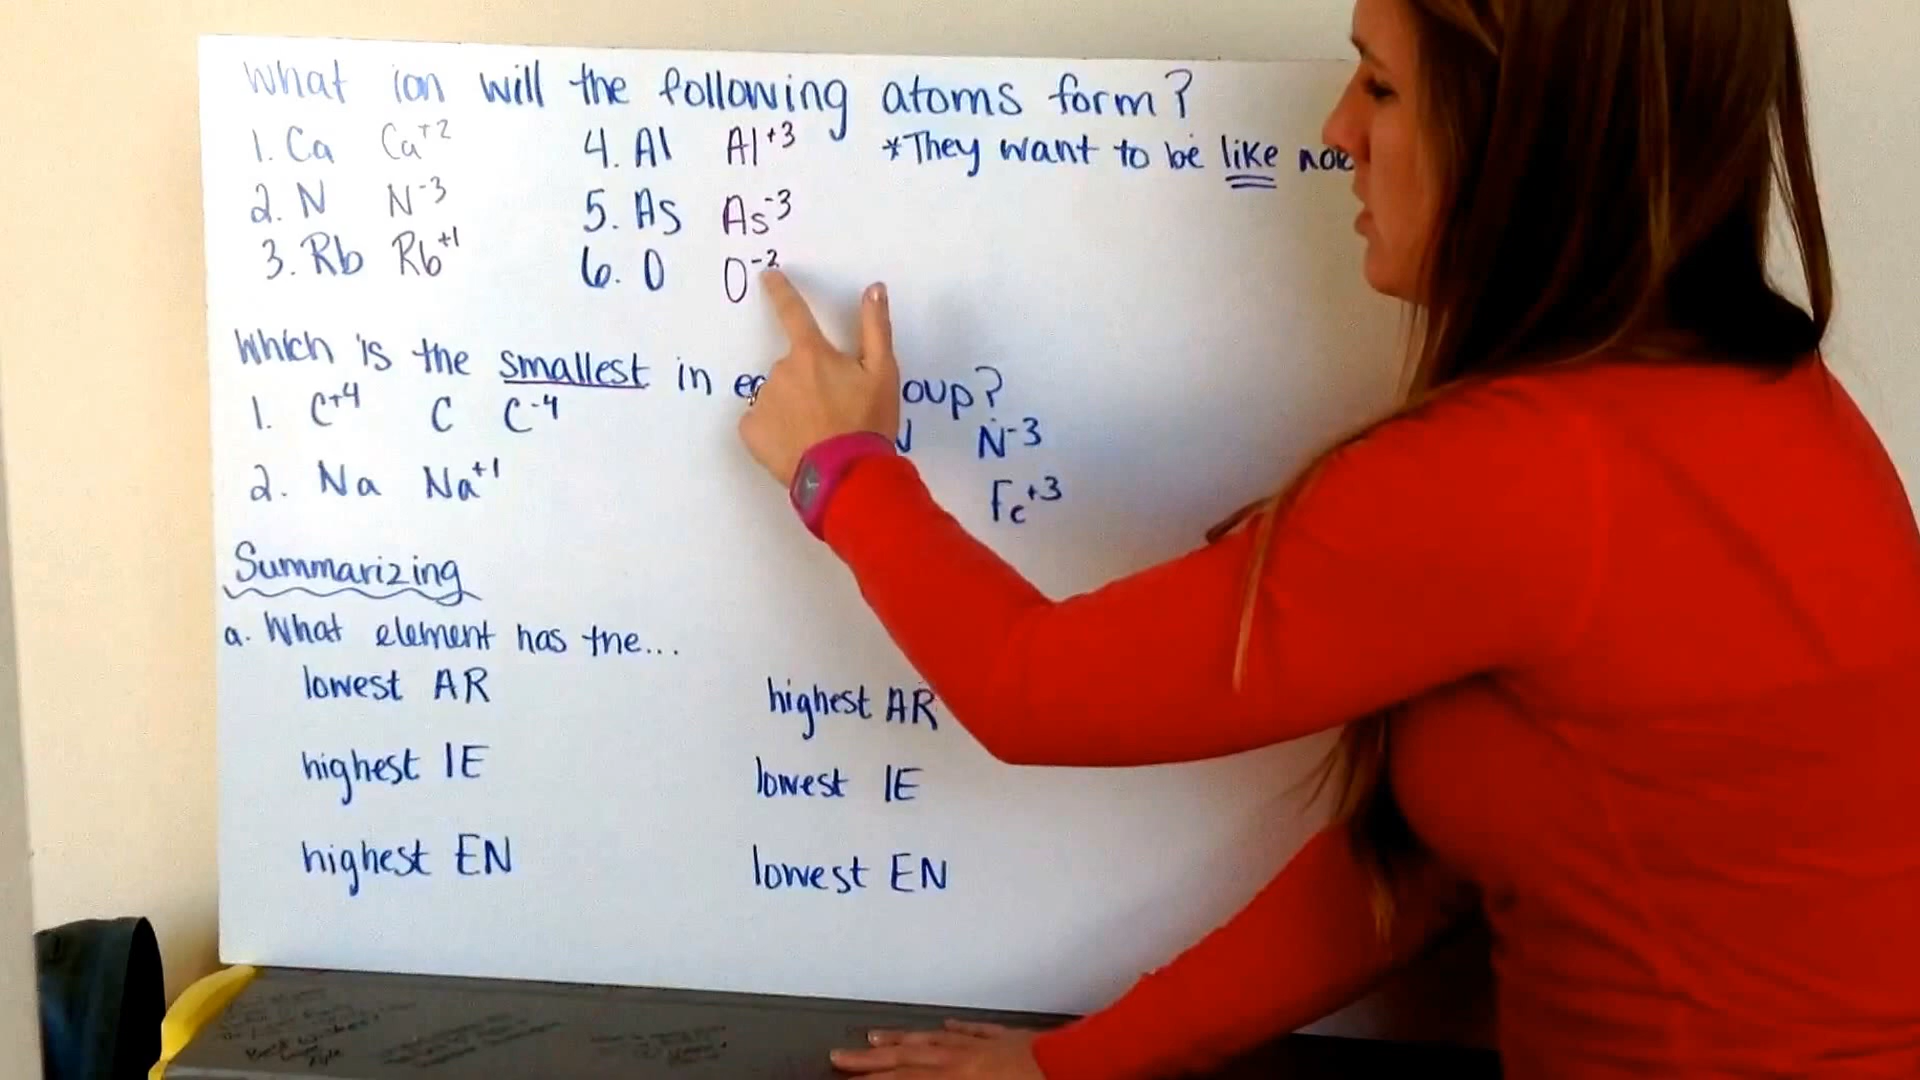 What ion will the following atoms form?
1. Ca Ca+2 4. Al Al+3 *They want to be like
2. N N-3 5. As As-3
3. Rb Rb+1 6. O O-2
Which is the smallest in
1. C+4 C C-4 N-3
2. Na Na+1 Fe+3
Summarizing
a. What element has the...
lowest AR highest AR
highest IE lowest IE
highest EN lowest EN